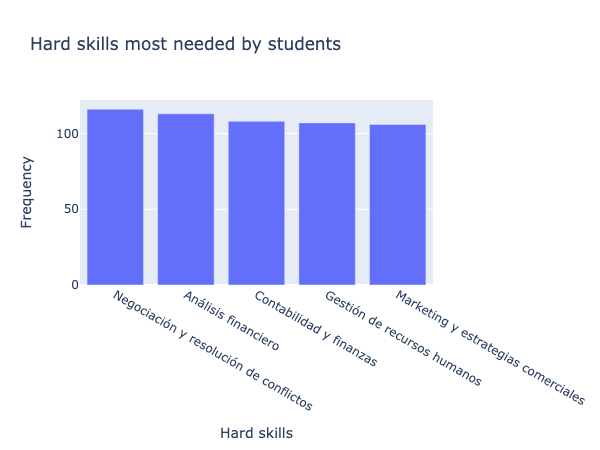 Hard skills most needed by students
Frequency
100
50
0
Negociación y resolución de conflictos
Análisis financiero
Contabilidad y finanzas
Gestión de recursos humanos
Marketing y estrategias comerciales
Hard skills